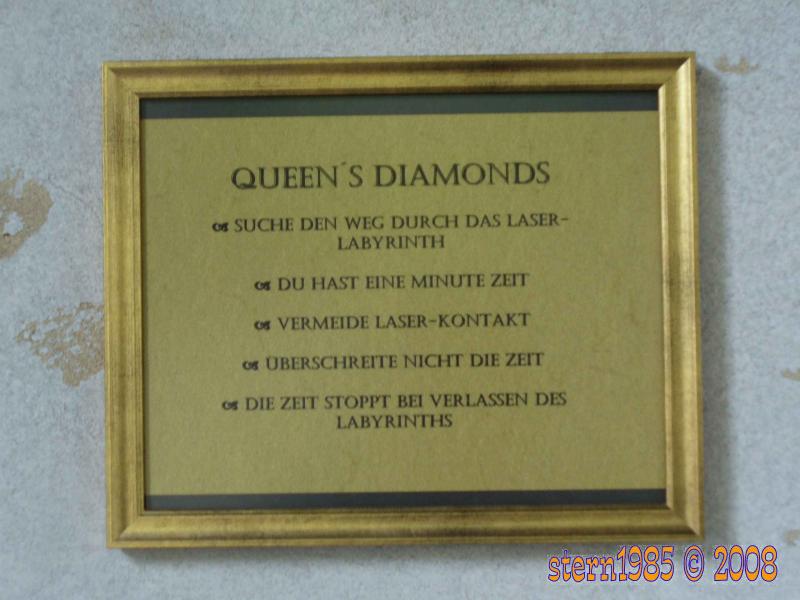 QUEEN´S DIAMONDS
SUCHE DEN WEG DURCH DAS LASER-
LABYRINTH
DU HAST EINE MINUTE ZEIT
VERMEIDE LASER-KONTAKT
ÜBERSCHREITE NICHT DIE ZEIT
DIE ZEIT STOPPT BEI VERLASSEN DES
LABYRINTHS
stern1985 © 2008